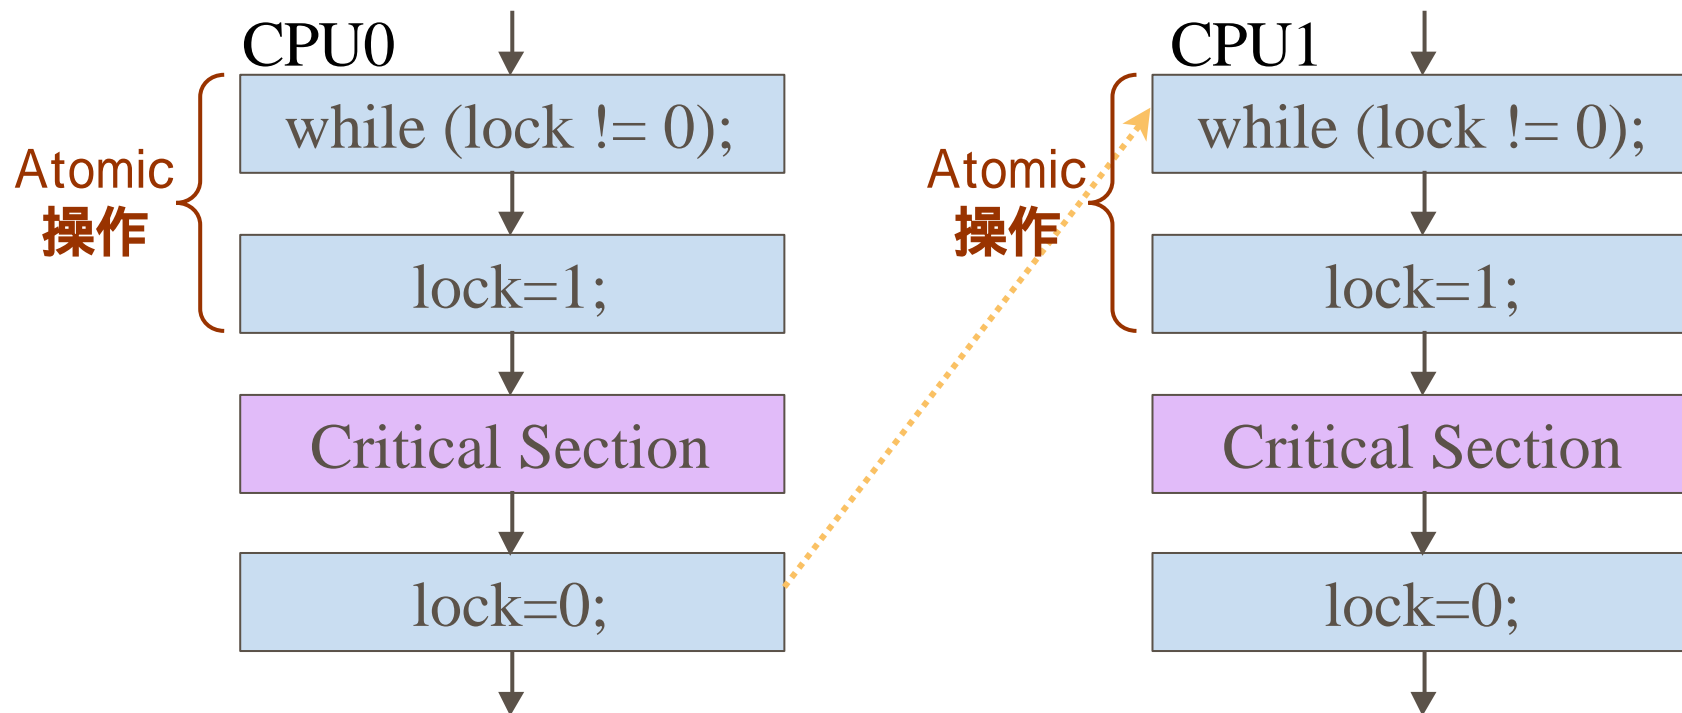 CPU0
while (lock != 0);
Atomic
操作
lock=1;
Critical Section
lock=0;
CPU1
while (lock != 0);
Atomic
操作
lock=1;
Critical Section
lock=0;